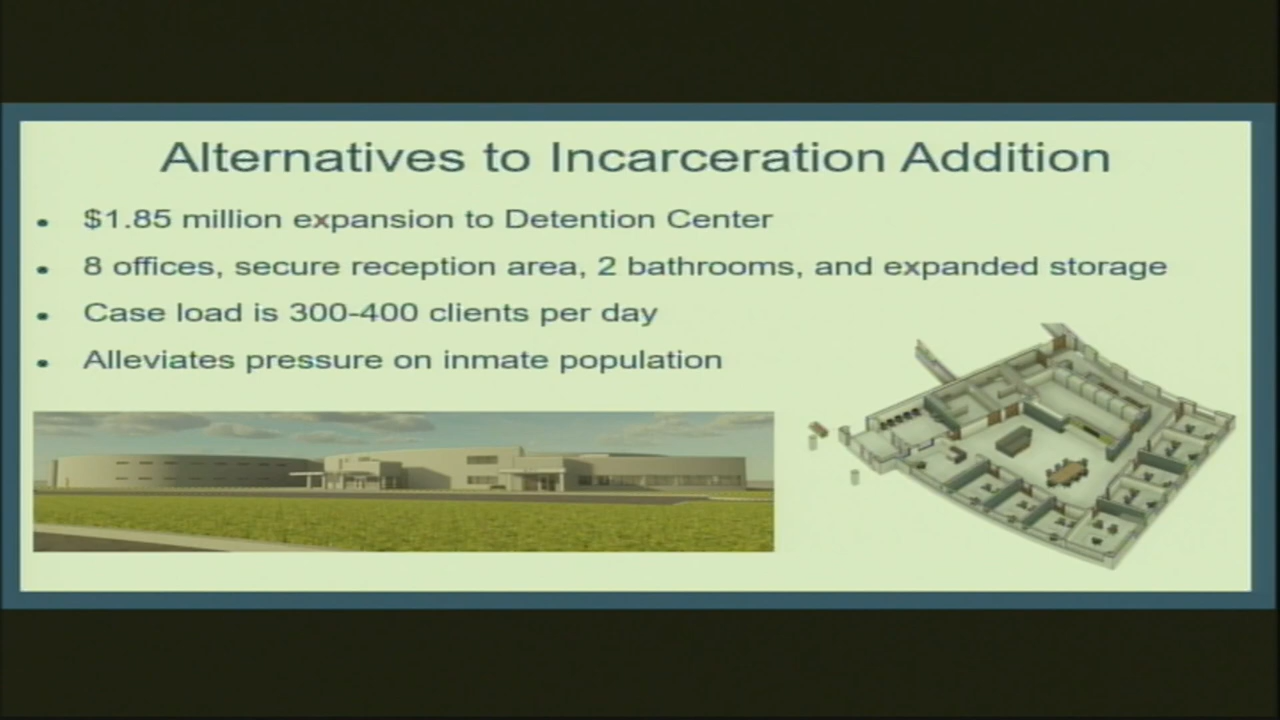 Alternatives to Incarceration Addition
• $1.85 million expansion to Detention Center
• 8 offices, secure reception area, 2 bathrooms, and expanded storage
• Case load is 300-400 clients per day
• Alleviates pressure on inmate population